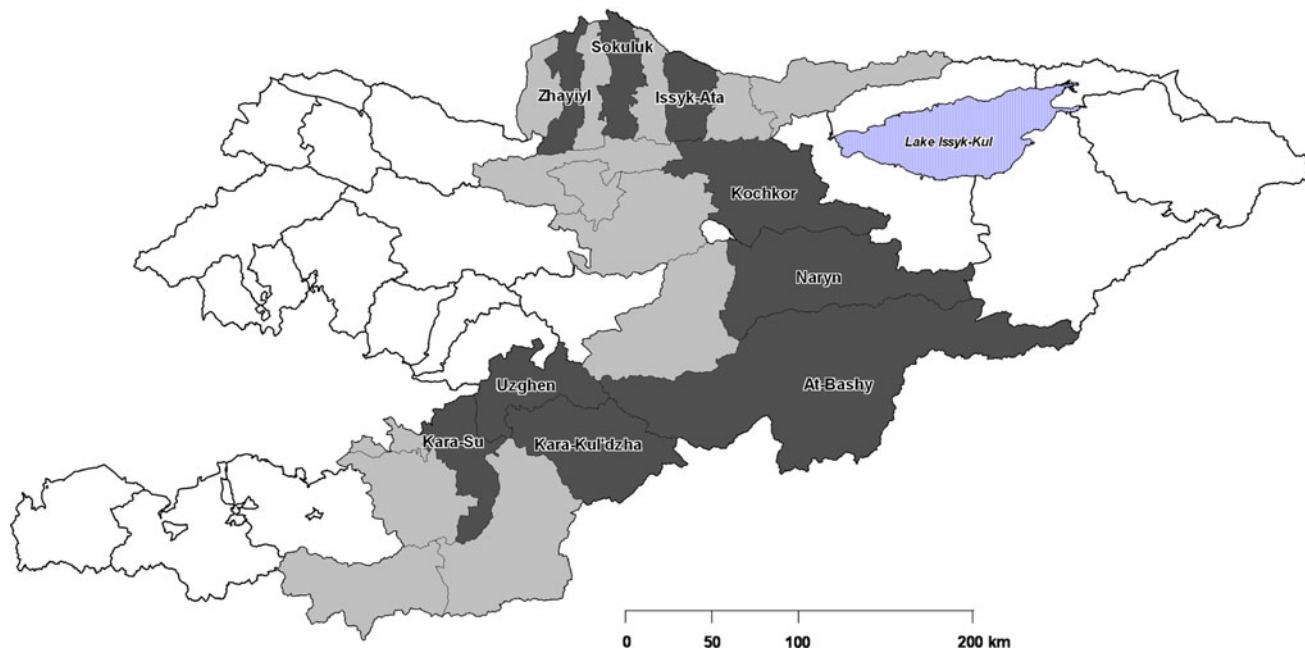 Sokuluk
Zhayiyl
Issyk-Ata
Lake Issyk-Kul
Kochkor
Naryn
At-Bashy
Uzghen
Kara-Su
Kara-Kul'dzha
0 50 100 200 km